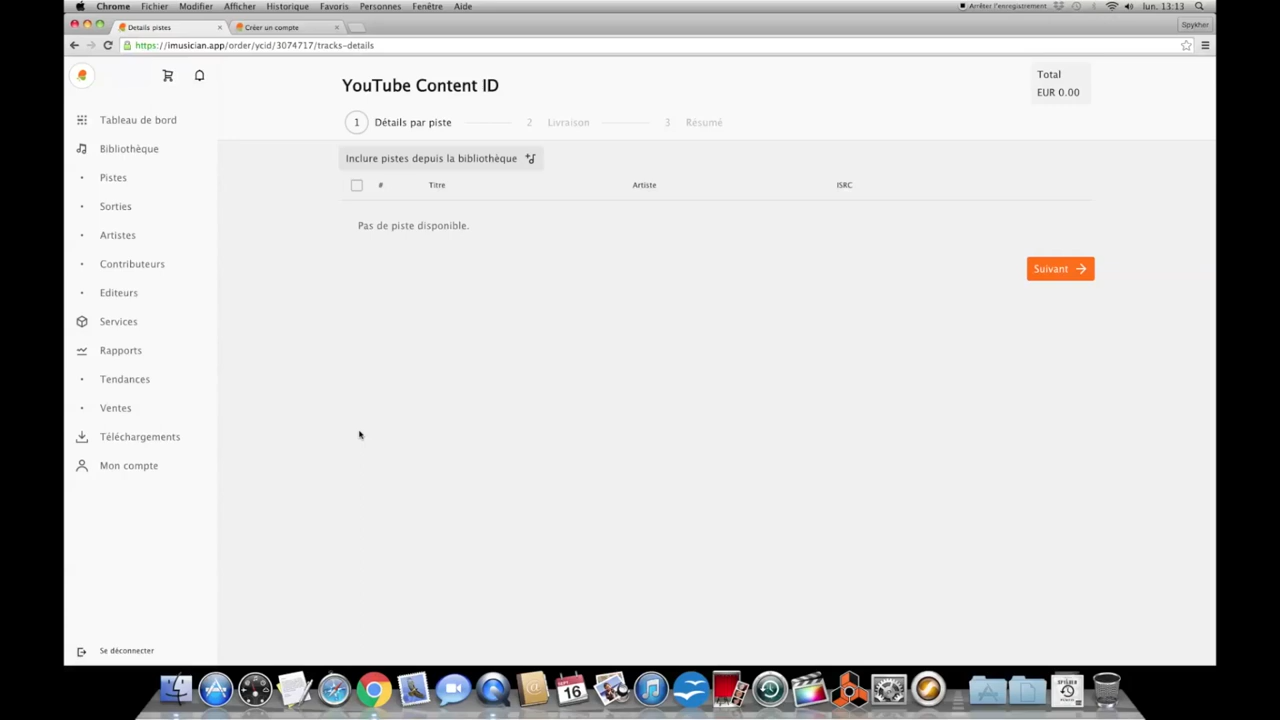 Chrome Fichier Modifier Afficher Historique Favoris Personnes Fenêtre Aide Arrêter l'enregistrement lun. 13:13
Details pistes Créer un compte Spykher
https://imusician.app/order/ycid/3074717/tracks-details
YouTube Content ID
Total
EUR 0.00
1 Détails par piste 2 Livraison 3 Résumé
Tableau de bord
Bibliothèque
Pistes
Sorties
Artistes
Contributeurs
Editeurs
Services
Rapports
Tendances
Ventes
Téléchargements
Mon compte
Se déconnecter
Inclure pistes depuis la bibliothèque
# Titre Artiste ISRC
Pas de piste disponible.
Suivant
16